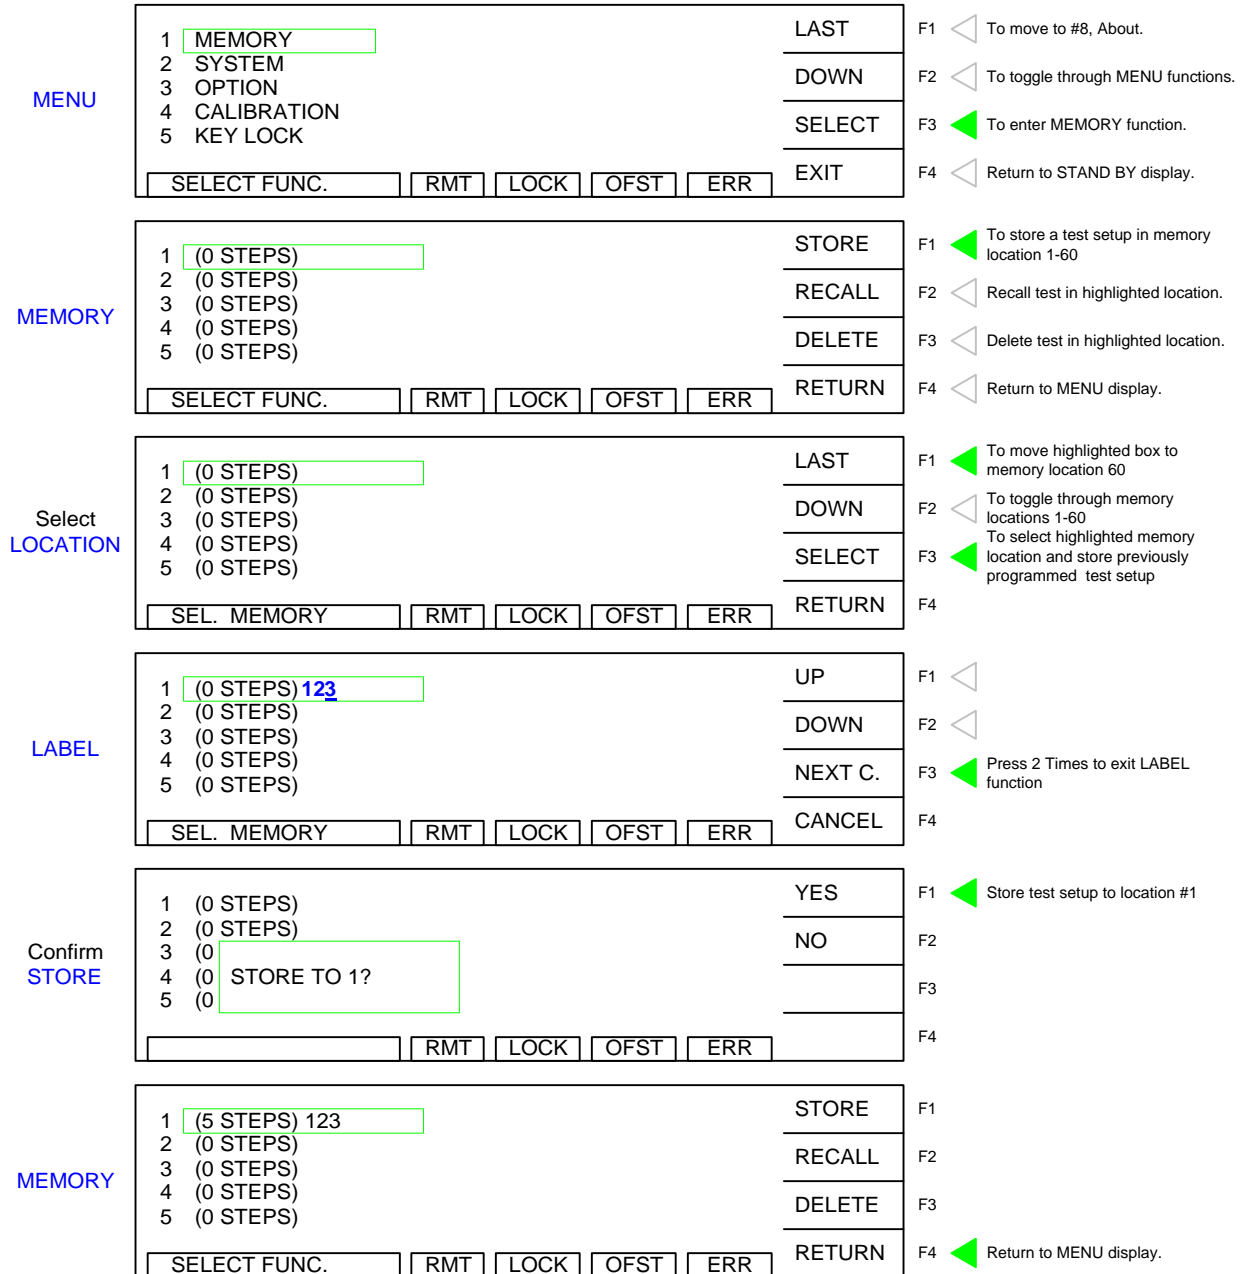 MENU
1 MEMORY
2 SYSTEM
3 OPTION
4 CALIBRATION
5 KEY LOCK
SELECT FUNC. RMT LOCK OFST ERR
LAST F1 To move to #8, About.
DOWN F2 To toggle through MENU functions.
SELECT F3 To enter MEMORY function.
EXIT F4 Return to STAND BY display.
MEMORY
1 (0 STEPS)
2 (0 STEPS)
3 (0 STEPS)
4 (0 STEPS)
5 (0 STEPS)
SELECT FUNC. RMT LOCK OFST ERR
STORE F1 To store a test setup in memory
location 1-60
RECALL F2 Recall test in highlighted location.
DELETE F3 Delete test in highlighted location.
RETURN F4 Return to MENU display.
Select
LOCATION
1 (0 STEPS)
2 (0 STEPS)
3 (0 STEPS)
4 (0 STEPS)
5 (0 STEPS)
SEL. MEMORY RMT LOCK OFST ERR
LAST F1 To move highlighted box to
memory location 60
DOWN F2 To toggle through memory
locations 1-60
SELECT F3 To select highlighted memory
location and store previously
programmed test setup
RETURN F4
LABEL
1 (0 STEPS) 123
2 (0 STEPS)
3 (0 STEPS)
4 (0 STEPS)
5 (0 STEPS)
SEL. MEMORY RMT LOCK OFST ERR
UP F1
DOWN F2
NEXT C. F3 Press 2 Times to exit LABEL
function
CANCEL F4
Confirm
STORE
1 (0 STEPS)
2 (0 STEPS)
3 (0
4 (0 STORE TO 1?
5 (0
RMT LOCK OFST ERR
YES F1 Store test setup to location #1
NO F2
F3
F4
MEMORY
1 (5 STEPS) 123
2 (0 STEPS)
3 (0 STEPS)
4 (0 STEPS)
5 (0 STEPS)
SELECT FUNC. RMT LOCK OFST ERR
STORE F1
RECALL F2
DELETE F3
RETURN F4 Return to MENU display.